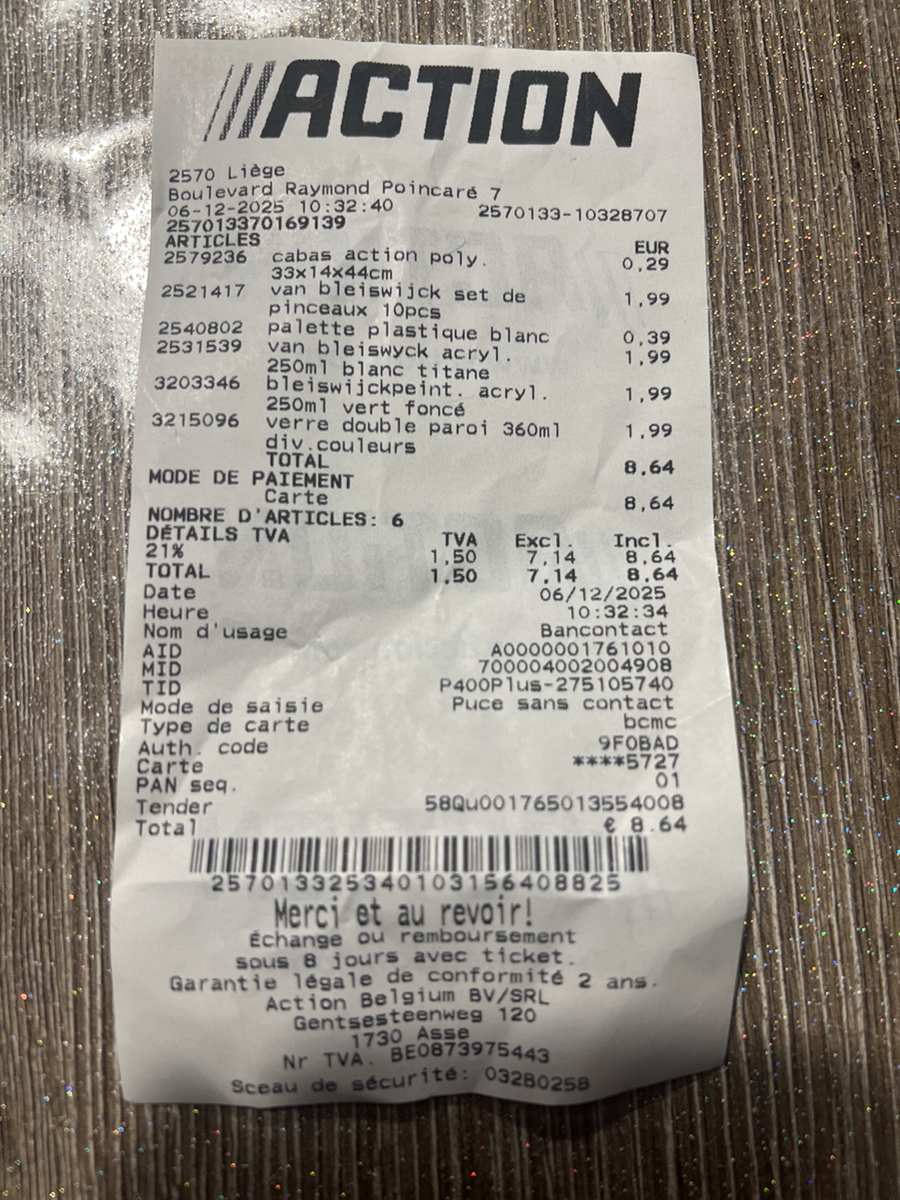 ACTION
2570 Liège
Boulevard Raymond Poincaré 7
06-12-2025 10:32:40 2570133-10328707
257013370169139
ARTICLES EUR
2579236 cabas action poly. 0,29
33x14x44cm
2521417 van bleiswijck set de 1,99
pinceaux 10pcs
2540802 palette plastique blanc 0,39
2531539 van bleiswyck acryl. 1,99
250ml blanc titane
3203346 bleiswijckpeint. acryl. 1,99
250ml vert foncé
3215096 verre double paroi 360ml 1,99
div.couleurs
TOTAL 8,64
MODE DE PAIEMENT
Carte 8,64
NOMBRE D'ARTICLES: 6
DÉTAILS TVA TVA Excl. Incl.
21% 1,50 7,14 8,64
TOTAL 1,50 7,14 8,64
Date 06/12/2025
Heure 10:32:34
Nom d'usage Bancontact
AID A0000001761010
MID 700004002004908
TID P400Plus-275105740
Mode de saisie Puce sans contact
Type de carte bcmc
Auth. code 9F0BAD
Carte ****5727
PAN seq. 01
Tender 58Qu001765013554008
Total € 8.64
257013325340103156408825
Merci et au revoir!
Échange ou remboursement
sous 8 jours avec ticket.
Garantie légale de conformité 2 ans.
Action Belgium BV/SRL
Gentsesteenweg 120
1730 Asse
Nr TVA. BE0873975443
Sceau de sécurité: 0328025B